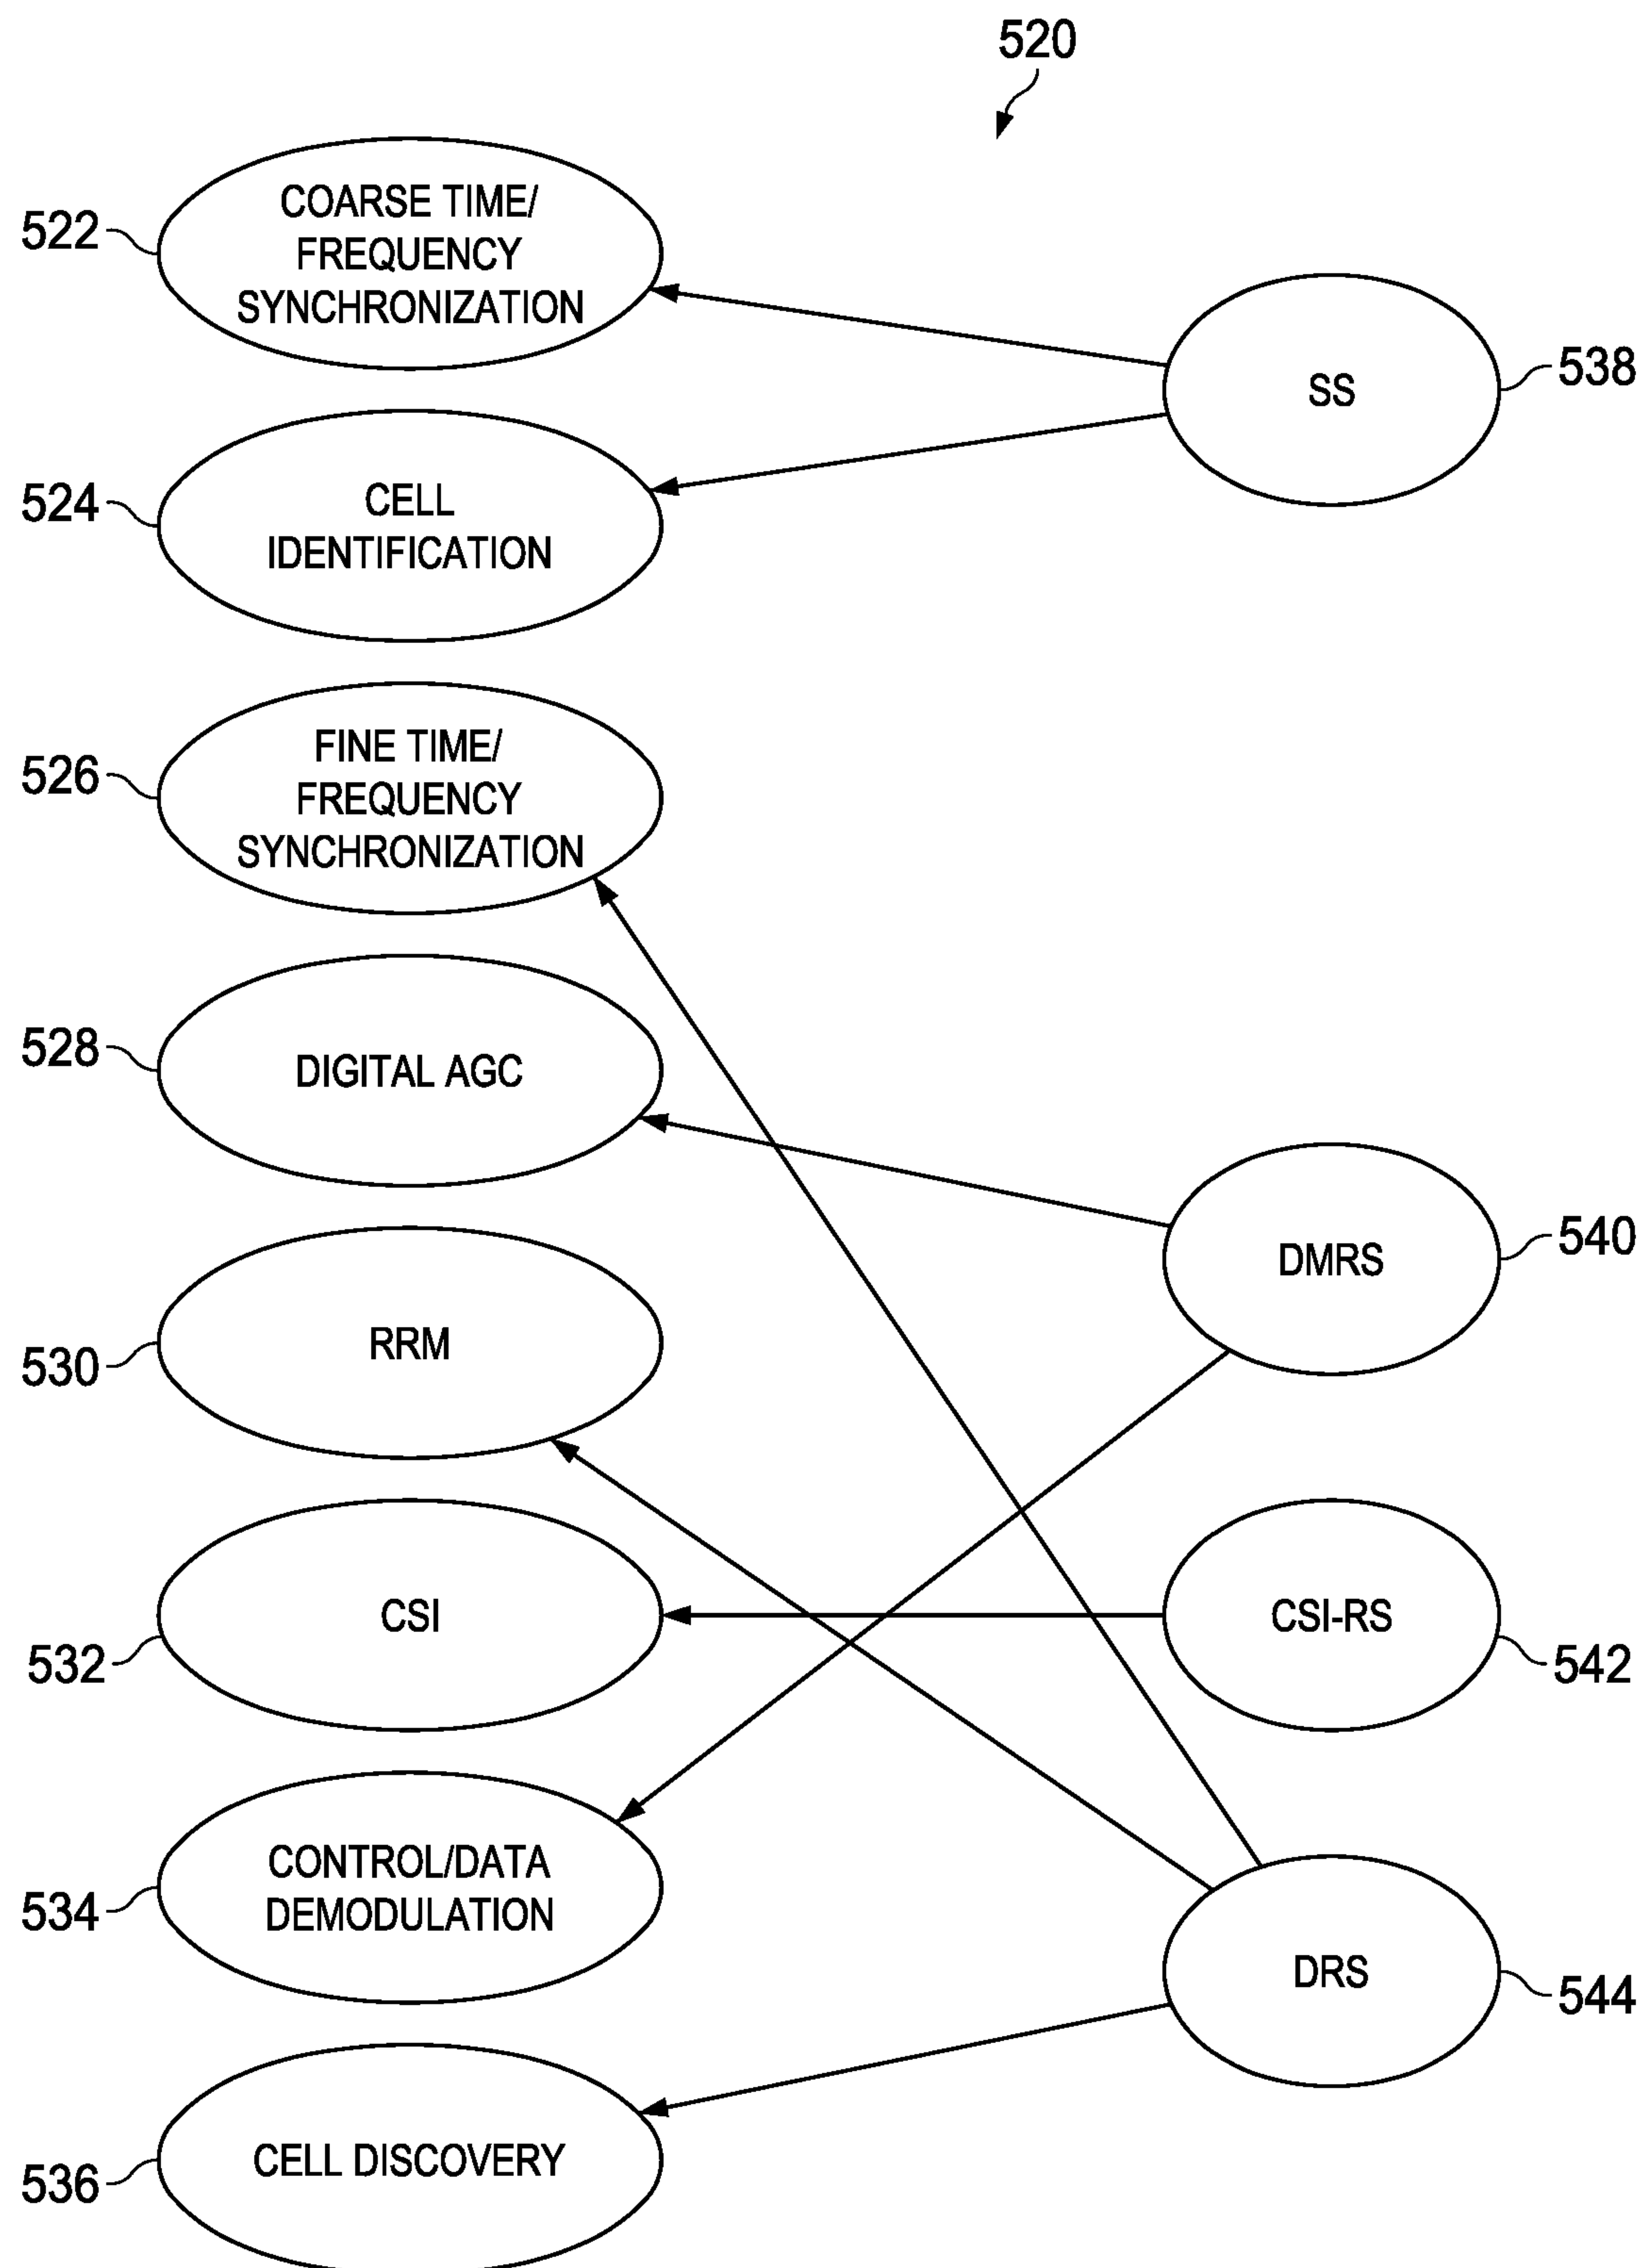 520
522
COARSE TIME/
FREQUENCY
SYNCHRONIZATION
SS
538
524
CELL
IDENTIFICATION
526
FINE TIME/
FREQUENCY
SYNCHRONIZATION
528
DIGITAL AGC
DMRS
540
530
RRM
532
CSI
CSI-RS
542
534
CONTROL/DATA
DEMODULATION
DRS
544
536
CELL DISCOVERY